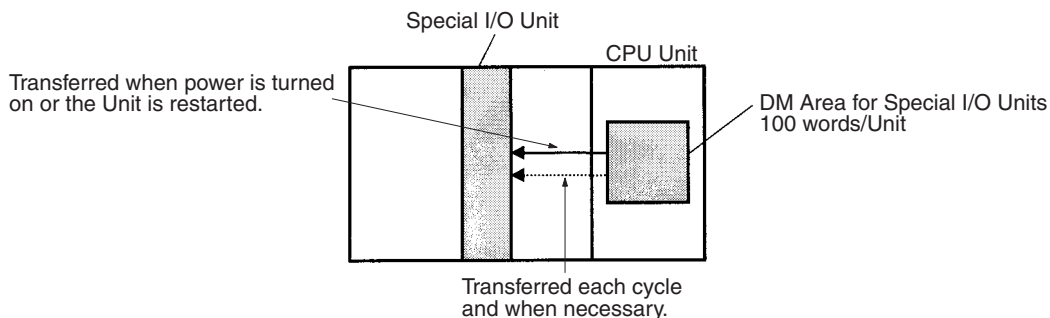 Special I/O Unit
CPU Unit
Transferred when power is turned
on or the Unit is restarted.
DM Area for Special I/O Units
100 words/Unit
Transferred each cycle
and when necessary.